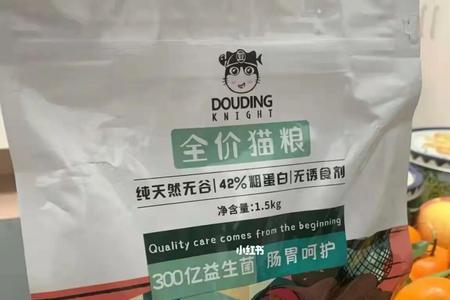 DOUDING
KNIGHT
全价猫粮
纯天然无谷|42%粗蛋白|无诱食剂
净含量:1.5kg
Quality care comes from the beginning
小红书
300亿益生菌 肠胃呵护